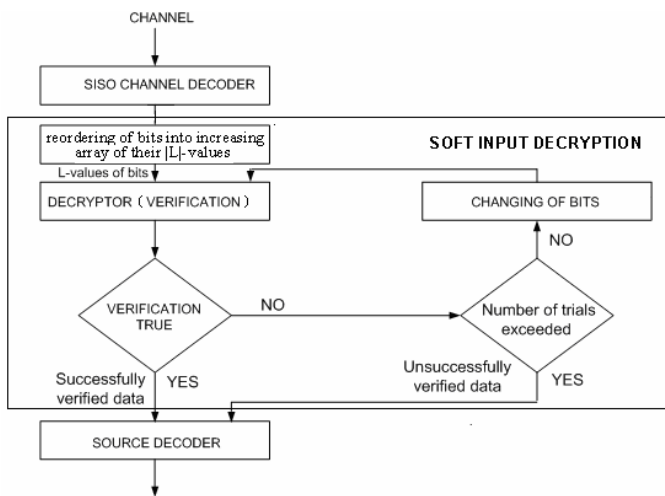 CHANNEL
SISO CHANNEL DECODER
reordering of bits into increasing
array of their |L|-values
SOFT INPUT DECRYPTION
L-values of bits
DECRYPTOR (VERIFICATION)
CHANGING OF BITS
NO
VERIFICATION
TRUE
NO
Number of trials
exceeded
Successfully
verified data
YES
Unsuccessfully
verified data
YES
SOURCE DECODER